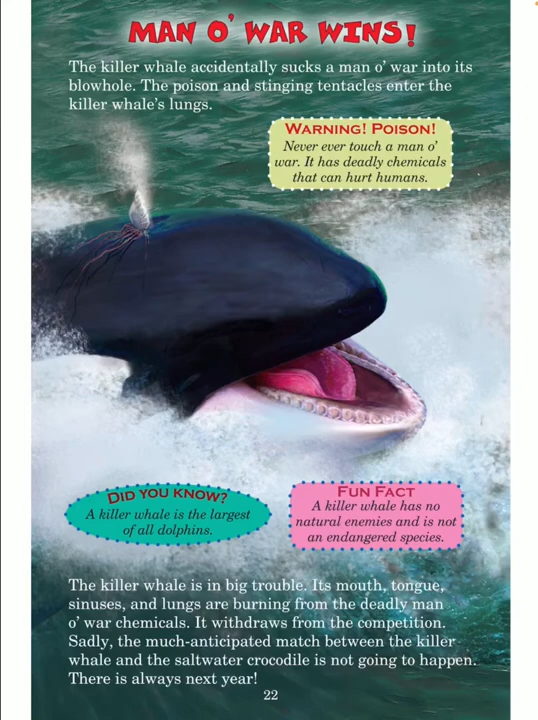 MAN O' WAR WINS!
The killer whale accidentally sucks a man o' war into its
blowhole. The poison and stinging tentacles enter the
killer whale's lungs.
WARNING! POISON!
Never ever touch a man o'
war. It has deadly chemicals
that can hurt humans.
DID YOU KNOW?
A killer whale is the largest
of all dolphins.
FUN FACT
A killer whale has no
natural enemies and is not
an endangered species.
The killer whale is in big trouble. Its mouth, tongue,
sinuses, and lungs are burning from the deadly man
o' war chemicals. It withdraws from the competition.
Sadly, the much-anticipated match between the killer
whale and the saltwater crocodile is not going to happen.
There is always next year!
22